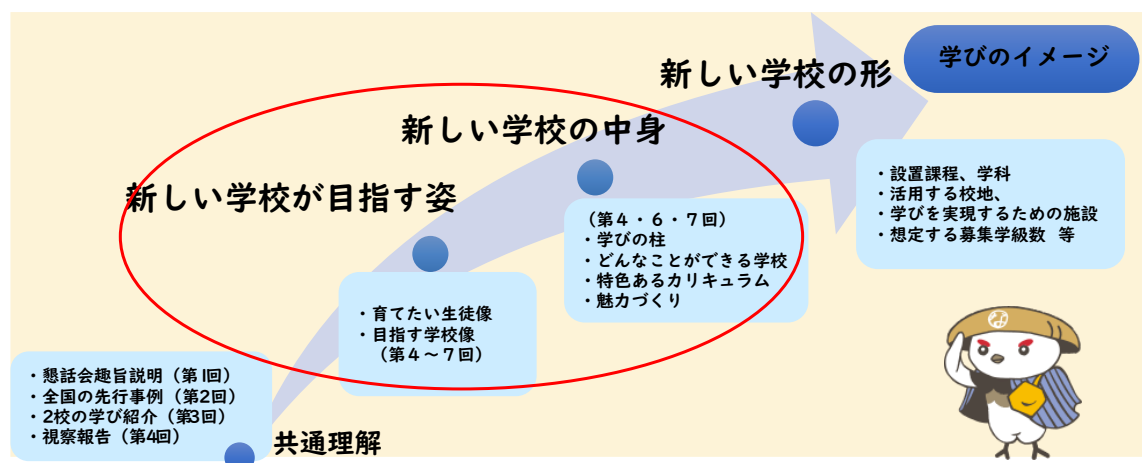 学びのイメージ
新しい学校の形
・設置課程、学科
・活用する校地、
・学びを実現するための施設
・想定する募集学級数 等
新しい学校の中身
(第4・6・7回)
・学びの柱
・どんなことができる学校
・特色あるカリキュラム
・魅力づくり
新しい学校が目指す姿
・育てたい生徒像
・目指す学校像
(第4~7回)
・懇話会趣旨説明(第1回)
・全国の先行事例(第2回)
・2校の学び紹介(第3回)
・視察報告(第4回)
共通理解